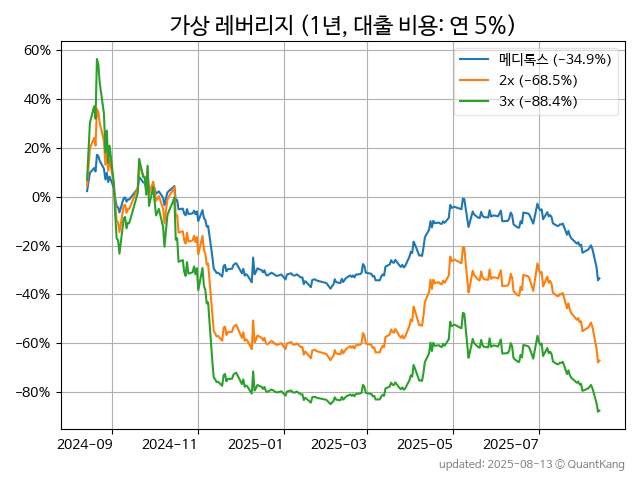 가상 레버리지 (1년, 대출 비용: 연 5%)
메디톡스 (−34.9%)
2x (−68.5%)
3x (−88.4%)
60%
40%
20%
0%
−20%
−40%
−60%
−80%
2024-09
2024-11
2025-01
2025-03
2025-05
2025-07
updated: 2025-08-13 © QuantKang